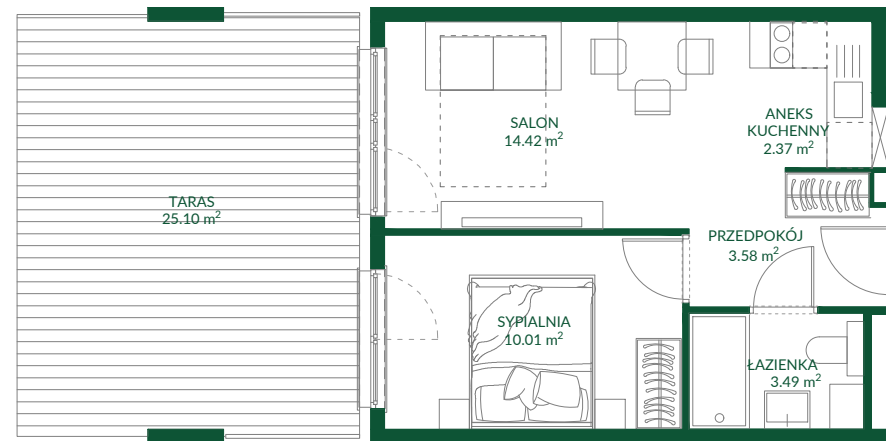 SALON
14.42 m²
ANEKS
KUCHENNY
2.37 m²
TARAS
25.10 m²
PRZEDPOKÓJ
3.58 m²
SYPIALNIA
10.01 m²
ŁAZIENKA
3.49 m²